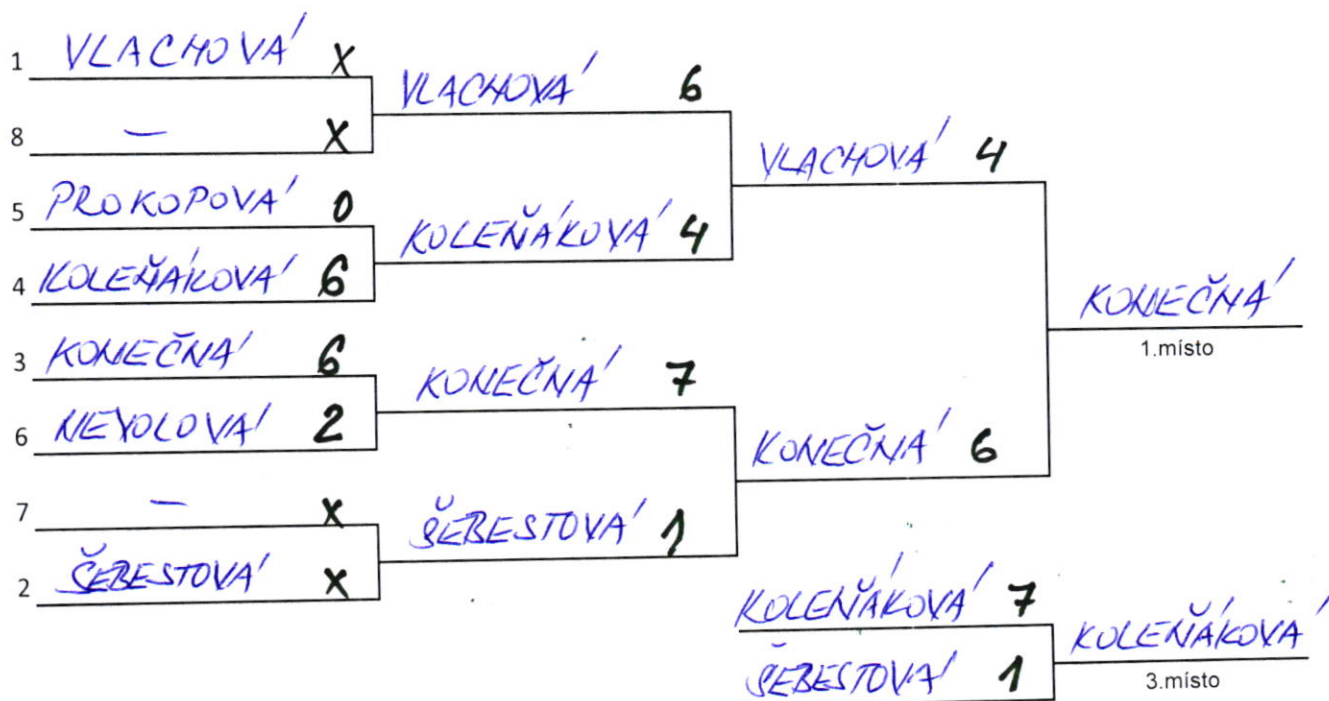 1 VLACHOVÁ X
8 – X
5 PROKOPOVÁ 0
4 KOLEŇÁKOVÁ 6
3 KONEČNÁ 6
6 NEVOLOVÁ 2
7 – X
2 ŠEBESTOVÁ X
VLACHOVÁ 6
KOLEŇÁKOVÁ 4
KONEČNÁ 7
ŠEBESTOVÁ 1
VLACHOVÁ 4
KONEČNÁ 6
KONEČNÁ
1.místo
KOLEŇÁKOVÁ 7
ŠEBESTOVÁ 1
KOLEŇÁKOVÁ
3.místo